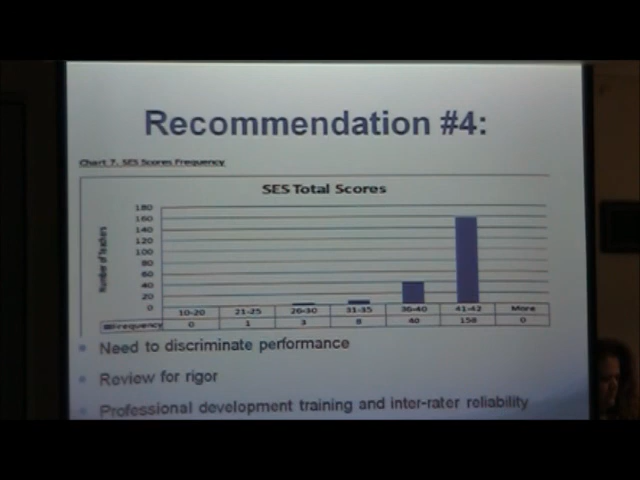 Recommendation #4:
Chart 7. SES Scores Frequency
SES Total Scores
Number of Teachers
180
160
140
120
100
80
60
40
20
0
10-20 21-25 26-30 31-35 36-40 41-42 More
Frequency 0 1 3 8 40 158 0
Need to discriminate performance
Review for rigor
Professional development training and inter-rater reliability